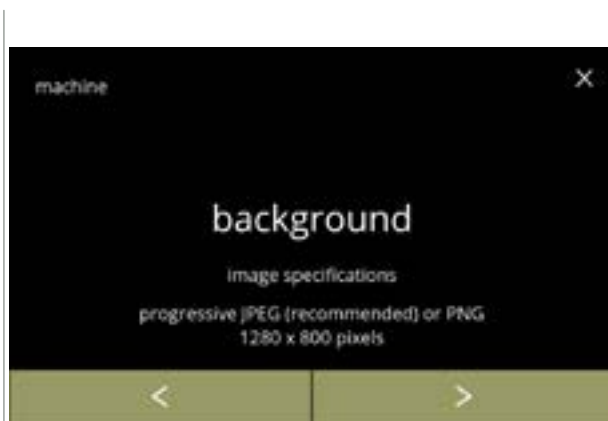 machine
X
background
image specifications
progressive JPEG (recommended) or PNG
1280 x 800 pixels
< >